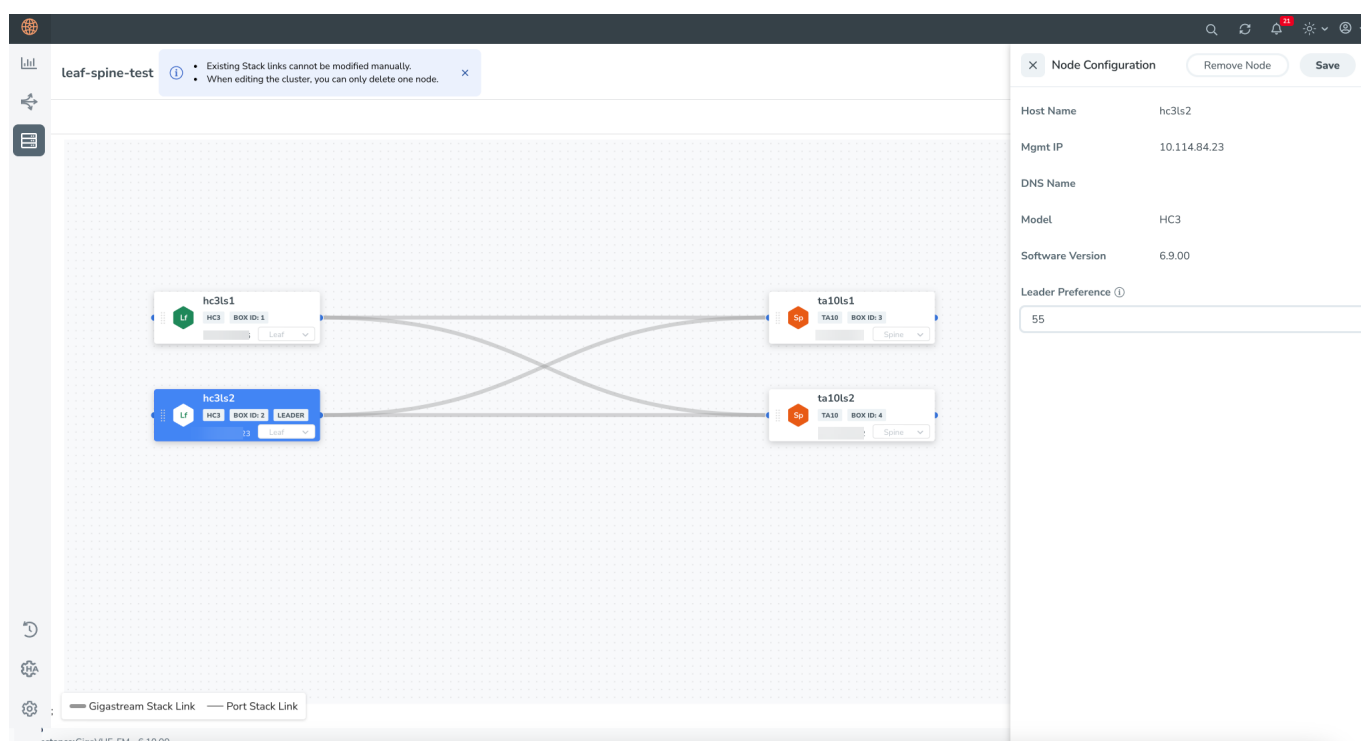 21
leaf-spine-test
• Existing Stack links cannot be modified manually.
• When editing the cluster, you can only delete one node.
Node Configuration
Remove Node
Save
Host Name hc3ls2
Mgmt IP 10.114.84.23
DNS Name
Model HC3
Software Version 6.9.00
Leader Preference
55
hc3ls1
Lf HC3 BOX ID: 1
Leaf
hc3ls2
Lf HC3 BOX ID: 2 LEADER
23 Leaf
ta10ls1
Sp TA10 BOX ID: 3
Spine
ta10ls2
Sp TA10 BOX ID: 4
Spine
HA
Gigastream Stack Link Port Stack Link